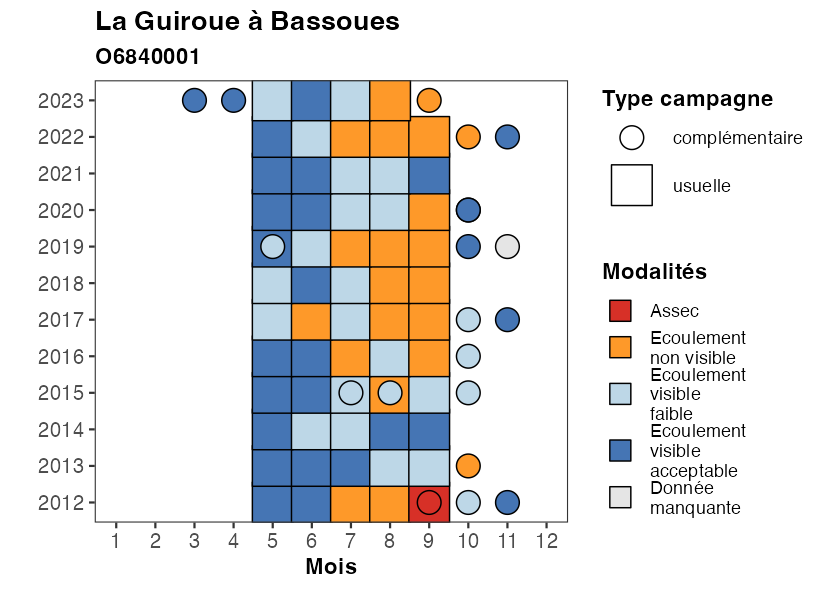 La Guiroue à Bassoues
O6840001
2023
2022
2021
2020
2019
2018
2017
2016
2015
2014
2013
2012
1 2 3 4 5 6 7 8 9 10 11 12
Mois
Type campagne
complémentaire
usuelle
Modalités
Assec
Ecoulement
non visible
Ecoulement
visible
faible
Ecoulement
visible
acceptable
Donnée
manquante